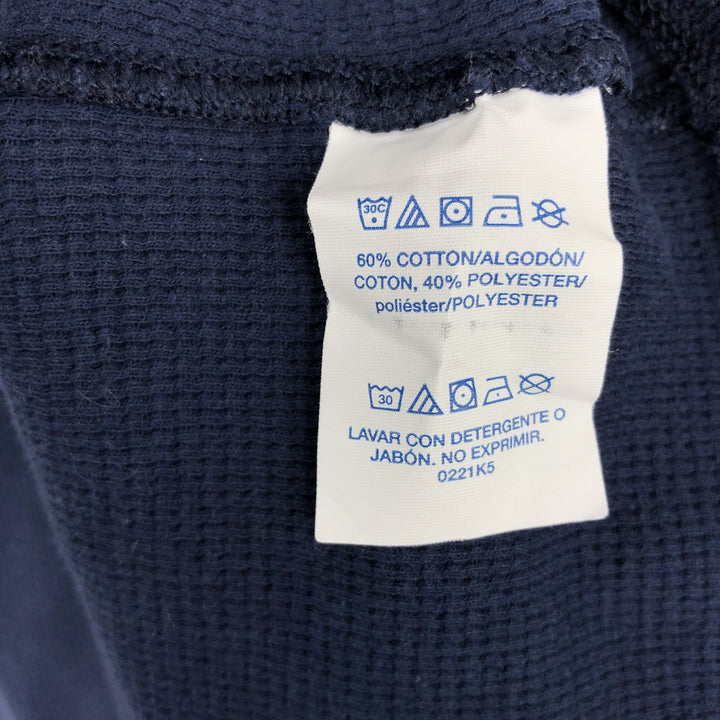 30C
60% COTTON/ALGODÓN/
COTON, 40% POLYESTER/
poliéster/POLYESTER
30
LAVAR CON DETERGENTE O
JABÓN. NO EXPRIMIR.
0221K5